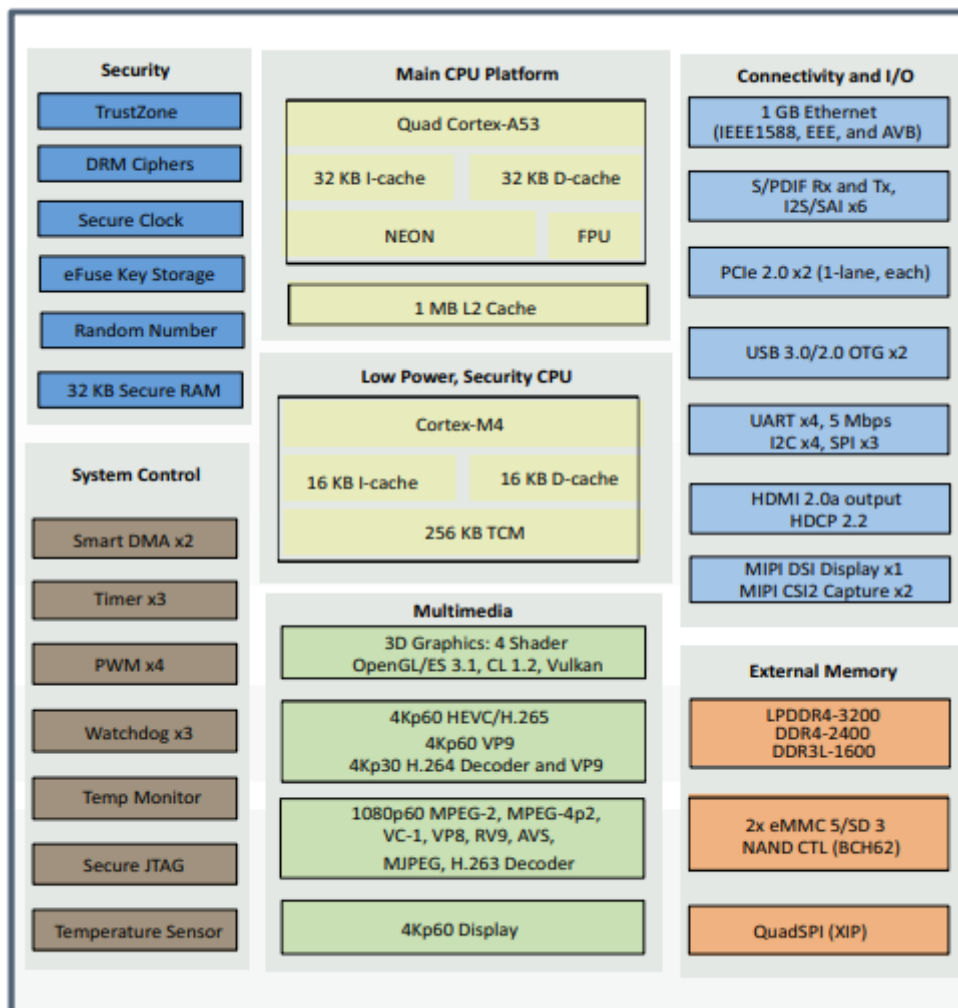 Security
TrustZone
DRM Ciphers
Secure Clock
eFuse Key Storage
Random Number
32 KB Secure RAM
System Control
Smart DMA x2
Timer x3
PWM x4
Watchdog x3
Temp Monitor
Secure JTAG
Temperature Sensor
Main CPU Platform
Quad Cortex-A53
32 KB I-cache
32 KB D-cache
NEON
FPU
1 MB L2 Cache
Low Power, Security CPU
Cortex-M4
16 KB I-cache
16 KB D-cache
256 KB TCM
Multimedia
3D Graphics: 4 Shader
OpenGL/ES 3.1, CL 1.2, Vulkan
4Kp60 HEVC/H.265
4Kp60 VP9
4Kp30 H.264 Decoder and VP9
1080p60 MPEG-2, MPEG-4p2,
VC-1, VP8, RV9, AVS,
MJPEG, H.263 Decoder
4Kp60 Display
Connectivity and I/O
1 GB Ethernet
(IEEE1588, EEE, and AVB)
S/PDIF Rx and Tx,
I2S/SAI x6
PCIe 2.0 x2 (1-lane, each)
USB 3.0/2.0 OTG x2
UART x4, 5 Mbps
I2C x4, SPI x3
HDMI 2.0a output
HDCP 2.2
MIPI DSI Display x1
MIPI CSI2 Capture x2
External Memory
LPDDR4-3200
DDR4-2400
DDR3L-1600
2x eMMC 5/SD 3
NAND CTL (BCH62)
QuadSPI (XIP)